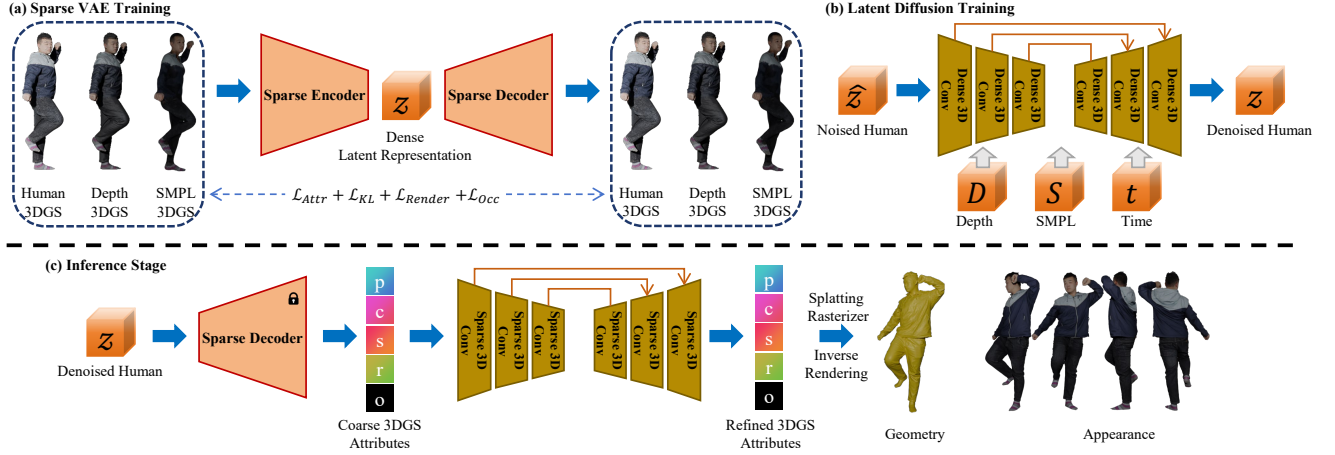 (a) Sparse VAE Training
Sparse Encoder
z
Sparse Decoder
Dense
Latent Representation
Human
3DGS
Depth
3DGS
SMPL
3DGS
ℒAttr + ℒKL + ℒRender +ℒOcc
Human
3DGS
Depth
3DGS
SMPL
3DGS
(b) Latent Diffusion Training
ẑ
Noised Human
Dense 3D
Conv
Dense 3D
Conv
Dense 3D
Conv
Dense 3D
Conv
Dense 3D
Conv
Dense 3D
Conv
z
Denoised Human
D
Depth
S
SMPL
t
Time
(c) Inference Stage
z
Denoised Human
Sparse Decoder
p
c
s
r
o
Coarse 3DGS
Attributes
Sparse 3D
Conv
Sparse 3D
Conv
Sparse 3D
Conv
Sparse 3D
Conv
Sparse 3D
Conv
Sparse 3D
Conv
p
c
s
r
o
Refined 3DGS
Attributes
Splatting
Rasterizer
Inverse
Rendering
Geometry
Appearance